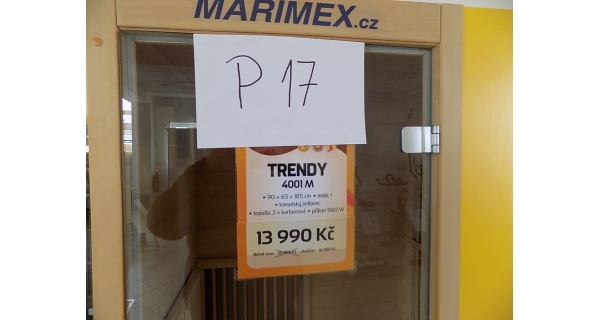 MARIMEX.cz
P 17
TRENDY
4001 M
• 90 × 65 × 185 cm • osob: 1
• kanadský jedlovec
• topidla: 3 × karbonová • příkon 960 W
13 990 Kč